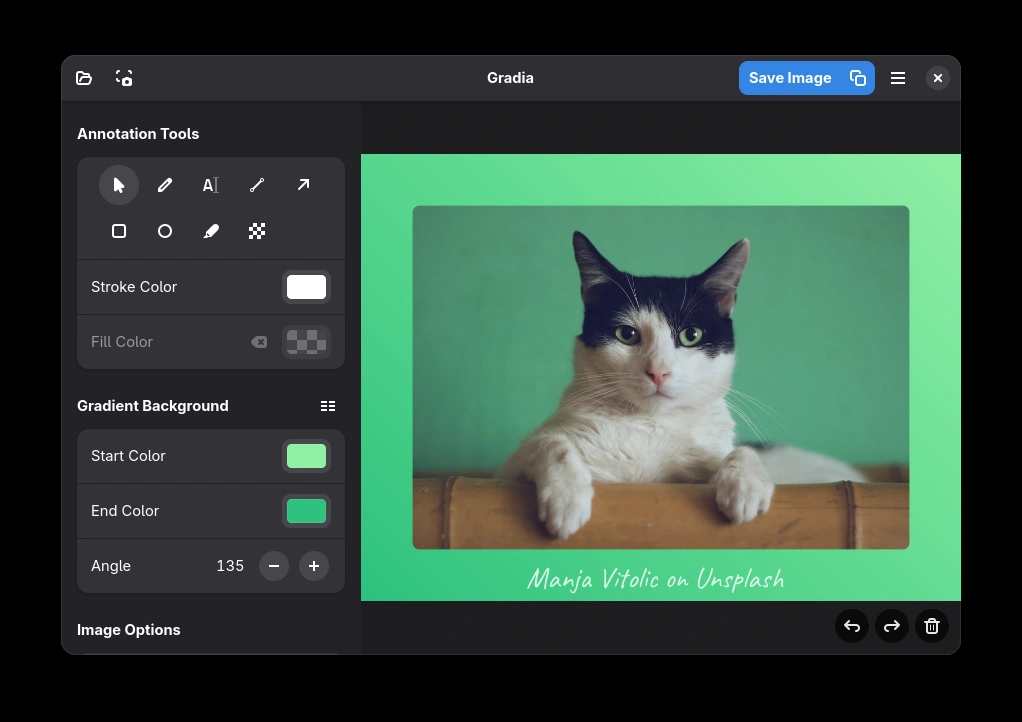 Gradia
Save Image
Annotation Tools
A
Stroke Color
Fill Color
Gradient Background
Start Color
End Color
Angle 135
Image Options
Manja Vitolic on Unsplash